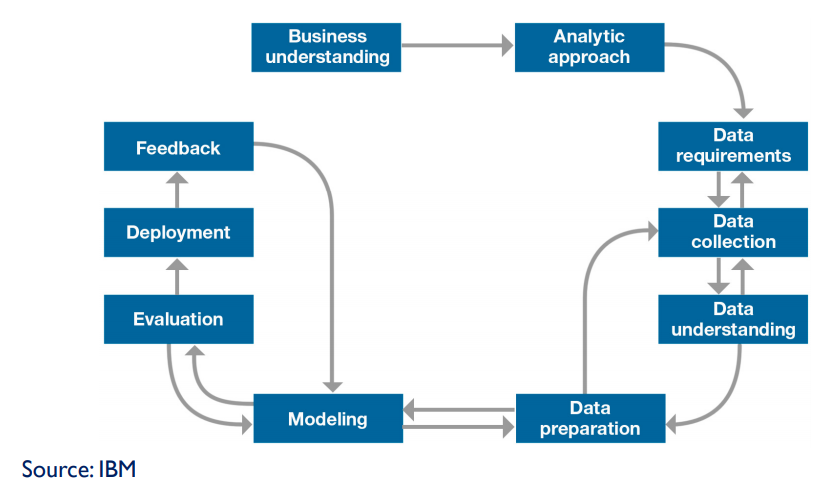 Business
understanding
Analytic
approach
Data
requirements
Data
collection
Data
understanding
Data
preparation
Modeling
Evaluation
Deployment
Feedback
Source: IBM